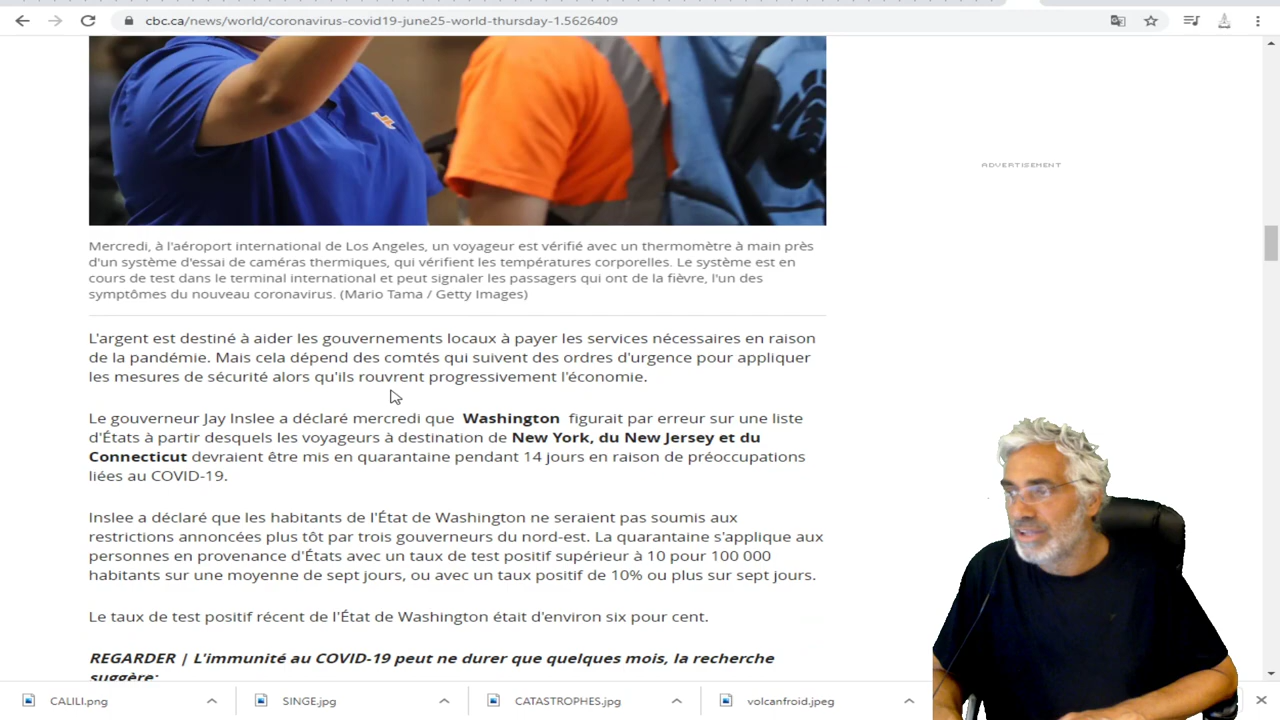 cbc.ca/news/world/coronavirus-covid19-june25-world-thursday-1.5626409
ADVERTISEMENT
Mercredi, à l'aéroport international de Los Angeles, un voyageur est vérifié avec un thermomètre à main près
d'un système d'essai de caméras thermiques, qui vérifient les températures corporelles. Le système est en
cours de test dans le terminal international et peut signaler les passagers qui ont de la fièvre, l'un des
symptômes du nouveau coronavirus. (Mario Tama / Getty Images)
L'argent est destiné à aider les gouvernements locaux à payer les services nécessaires en raison
de la pandémie. Mais cela dépend des comtés qui suivent des ordres d'urgence pour appliquer
les mesures de sécurité alors qu'ils rouvrent progressivement l'économie.
Le gouverneur Jay Inslee a déclaré mercredi que Washington figurait par erreur sur une liste
d'États à partir desquels les voyageurs à destination de New York, du New Jersey et du
Connecticut devraient être mis en quarantaine pendant 14 jours en raison de préoccupations
liées au COVID-19.
Inslee a déclaré que les habitants de l'État de Washington ne seraient pas soumis aux
restrictions annoncées plus tôt par trois gouverneurs du nord-est. La quarantaine s'applique aux
personnes en provenance d'États avec un taux de test positif supérieur à 10 pour 100 000
habitants sur une moyenne de sept jours, ou avec un taux positif de 10% ou plus sur sept jours.
Le taux de test positif récent de l'État de Washington était d'environ six pour cent.
REGARDER | L'immunité au COVID-19 peut ne durer que quelques mois, la recherche
suggère:
CALILI.png
SINGE.jpg
CATASTROPHES.jpg
volcanfroid.jpeg